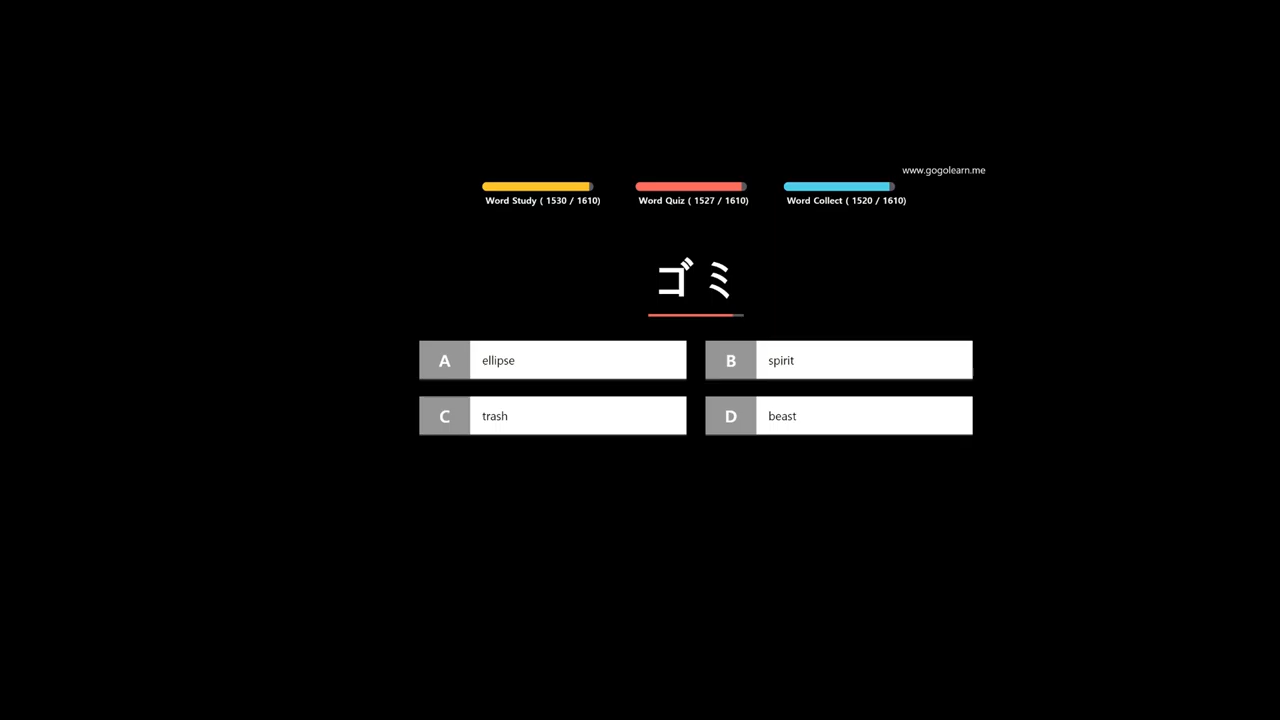 www.gogolearn.me
Word Study ( 1530 / 1610)
Word Quiz ( 1527 / 1610)
Word Collect ( 1520 / 1610)
ゴミ
A ellipse
B spirit
C trash
D beast